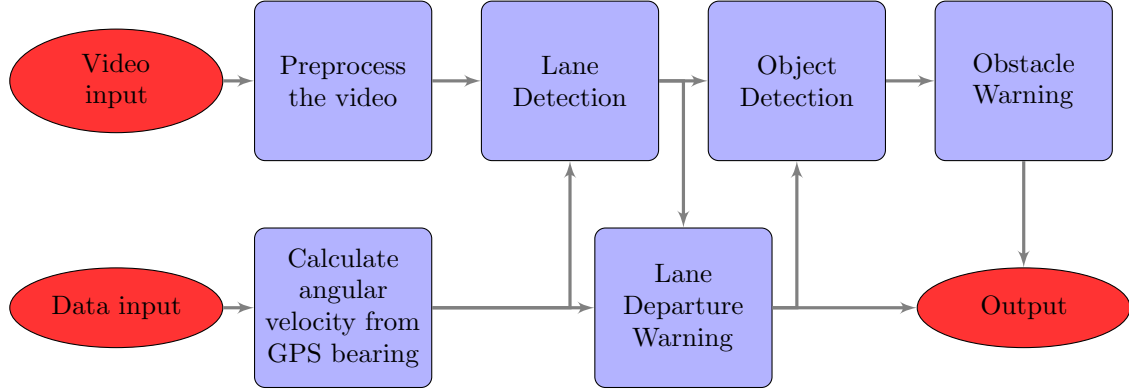 Video
input
Preprocess
the video
Lane
Detection
Object
Detection
Obstacle
Warning
Data input
Calculate
angular
velocity from
GPS bearing
Lane
Departure
Warning
Output